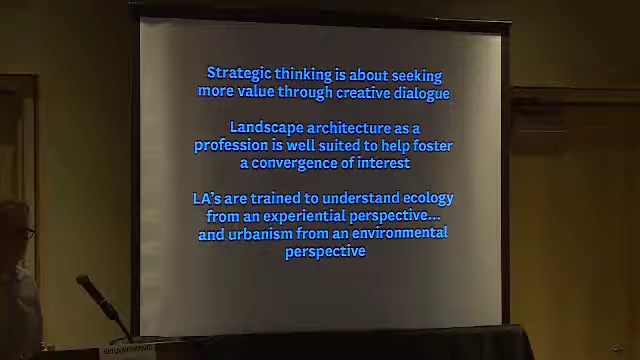 Strategic thinking is about seeking
more value through creative dialogue
Landscape architecture as a
profession is well suited to help foster
a convergence of interest
LA's are trained to understand ecology
from an experiential perspective...
and urbanism from an environmental
perspective